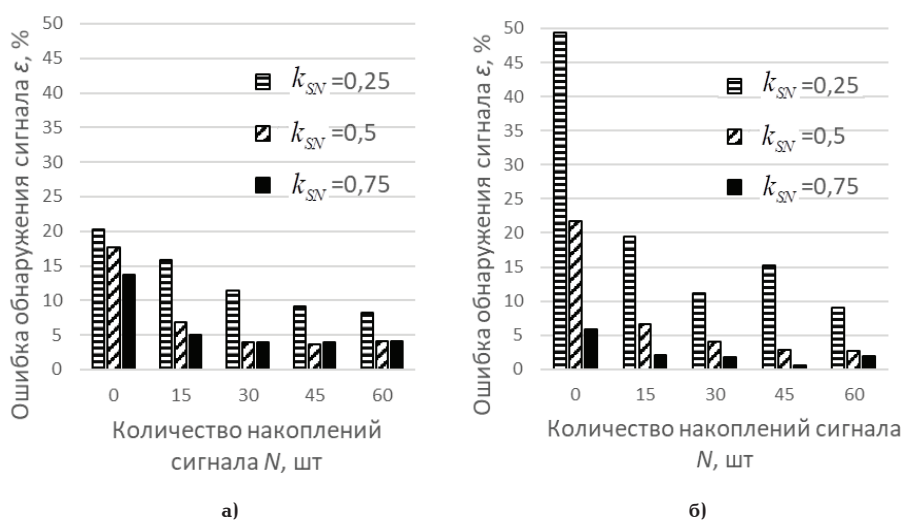 Ошибка обнаружения сигнала ε, %
50
45
40
35
30
25
20
15
10
5
0
k_SN =0,25
k_SN =0,5
k_SN =0,75
0 15 30 45 60
Количество накоплений
сигнала N, шт
а)
Ошибка обнаружения сигнала ε, %
50
45
40
35
30
25
20
15
10
5
0
k_SN =0,25
k_SN =0,5
k_SN =0,75
0 15 30 45 60
Количество накоплений сигнала
N, шт
б)